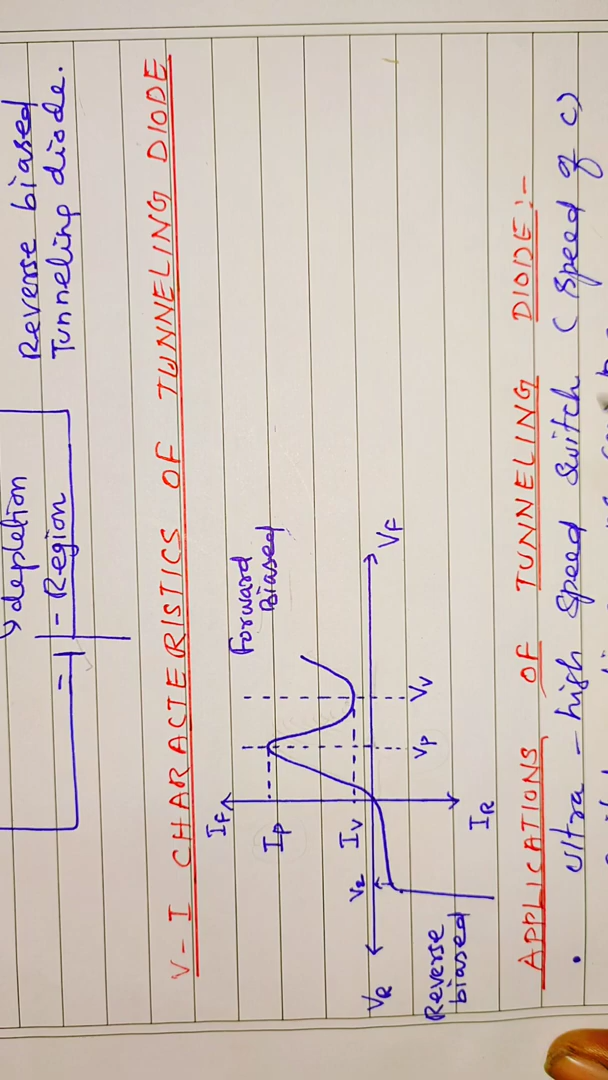 depletion
Region
Reverse biased
Tunneling diode.
V-I CHARACTERISTICS OF TUNNELING DIODE
IF
Forward
Biased
IP
IV
VZ
VR
VP
VV
VF
Reverse
biased
IR
APPLICATIONS OF TUNNELING DIODE:-
• Ultra-high speed switch (speed of c)